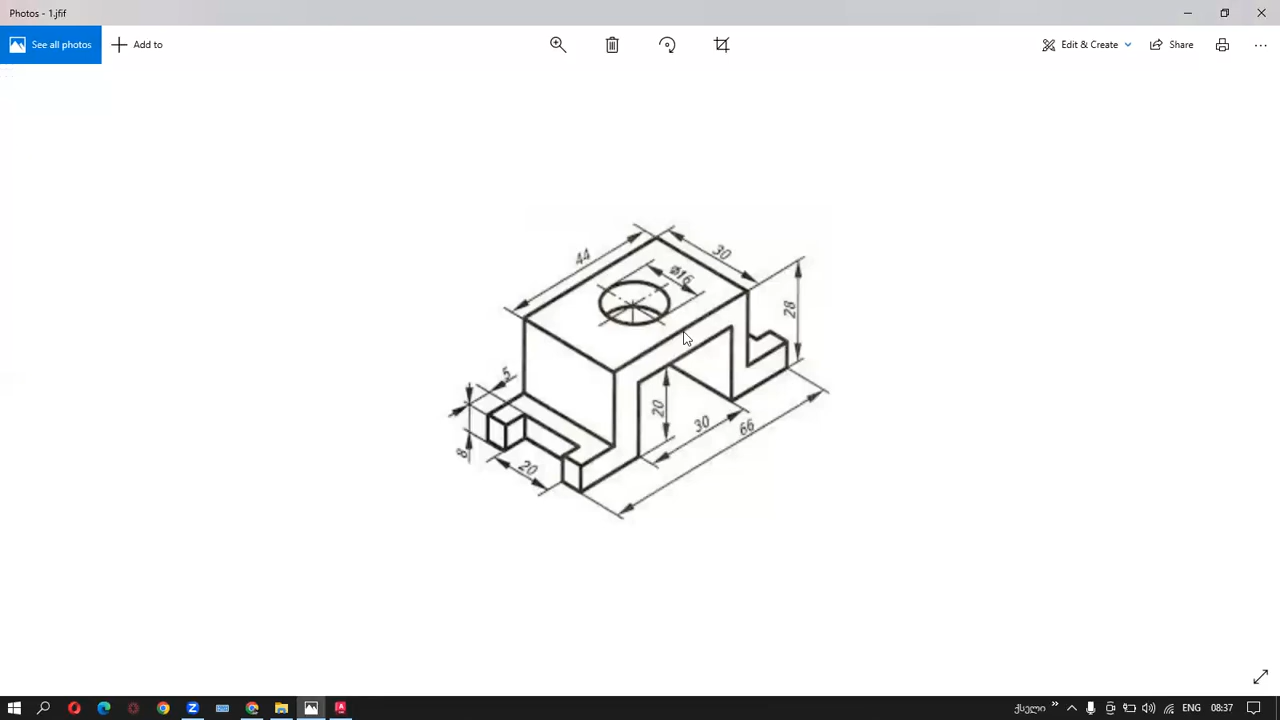 Photos - 1.jfif
See all photos
Add to
Edit & Create
Share
44
30
ø16
28
5
20
8
30
66
20
ქსელი
ENG
08:37